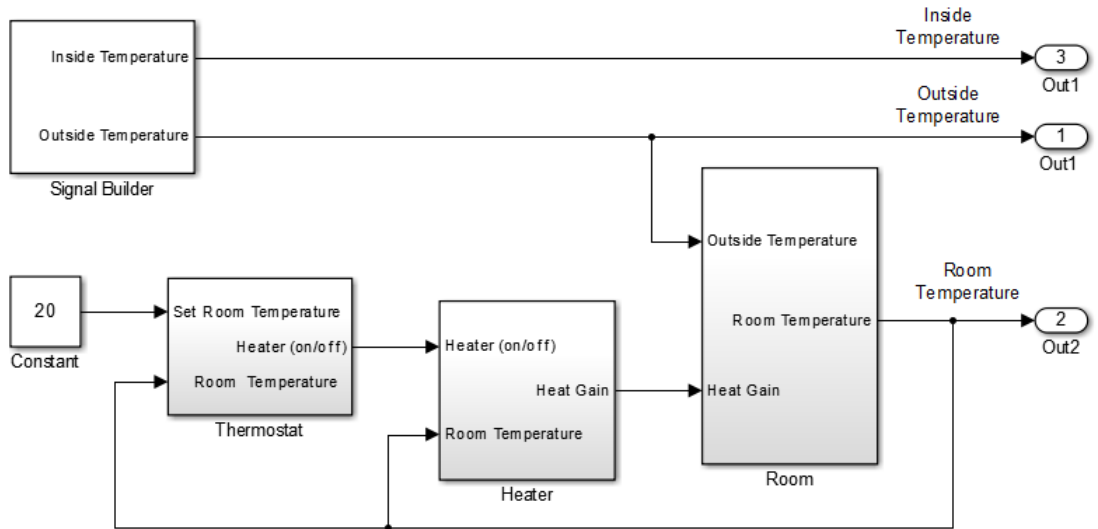 Inside
Temperature
Inside Temperature
3
Out1
Outside
Temperature
Outside Temperature
1
Out1
Signal Builder
Outside Temperature
Room
Temperature
20
Set Room Temperature
Room Temperature
2
Out2
Heater (on/off)
Heater (on/off)
Constant
Room Temperature
Heat Gain
Heat Gain
Thermostat
Room Temperature
Room
Heater